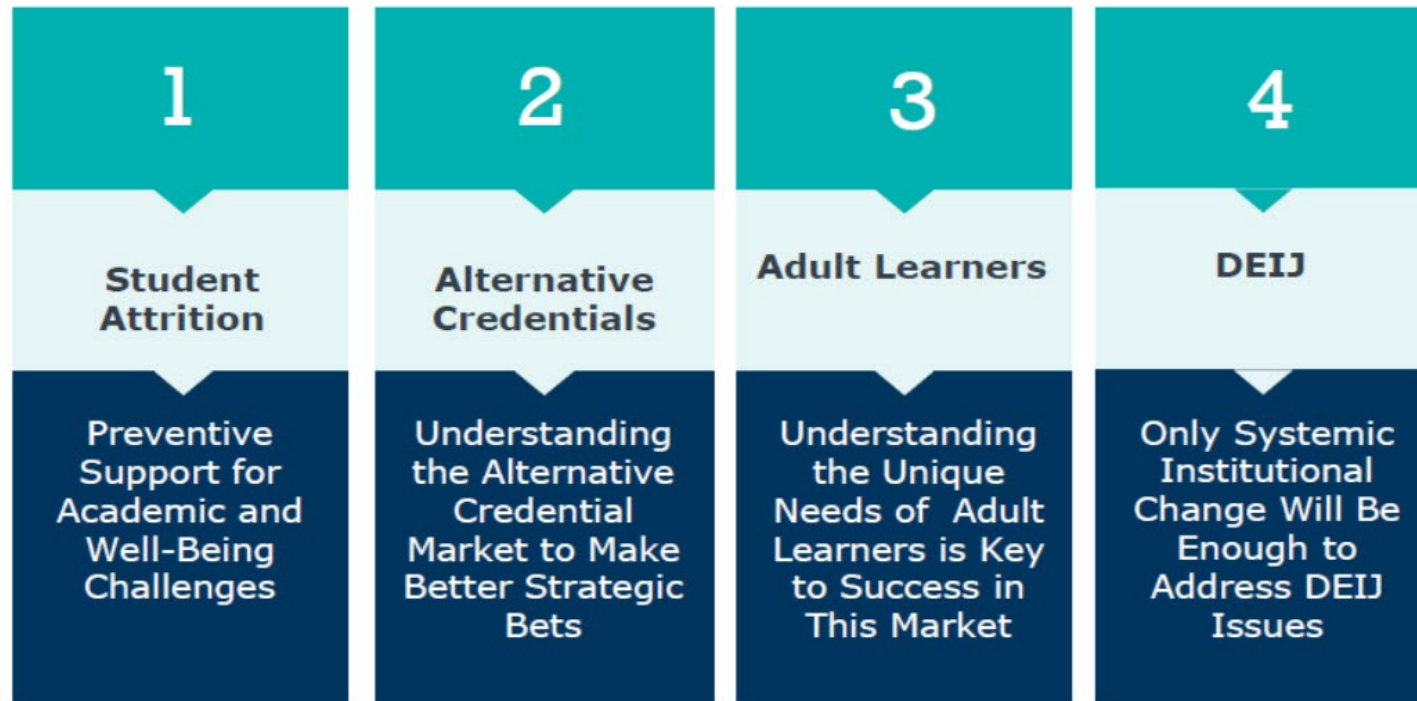 1
Student
Attrition
Preventive
Support for
Academic and
Well-Being
Challenges
2
Alternative
Credentials
Understanding
the Alternative
Credential
Market to Make
Better Strategic
Bets
3
Adult Learners
Understanding
the Unique
Needs of Adult
Learners is Key
to Success in
This Market
4
DEIJ
Only Systemic
Institutional
Change Will Be
Enough to
Address DEIJ
Issues